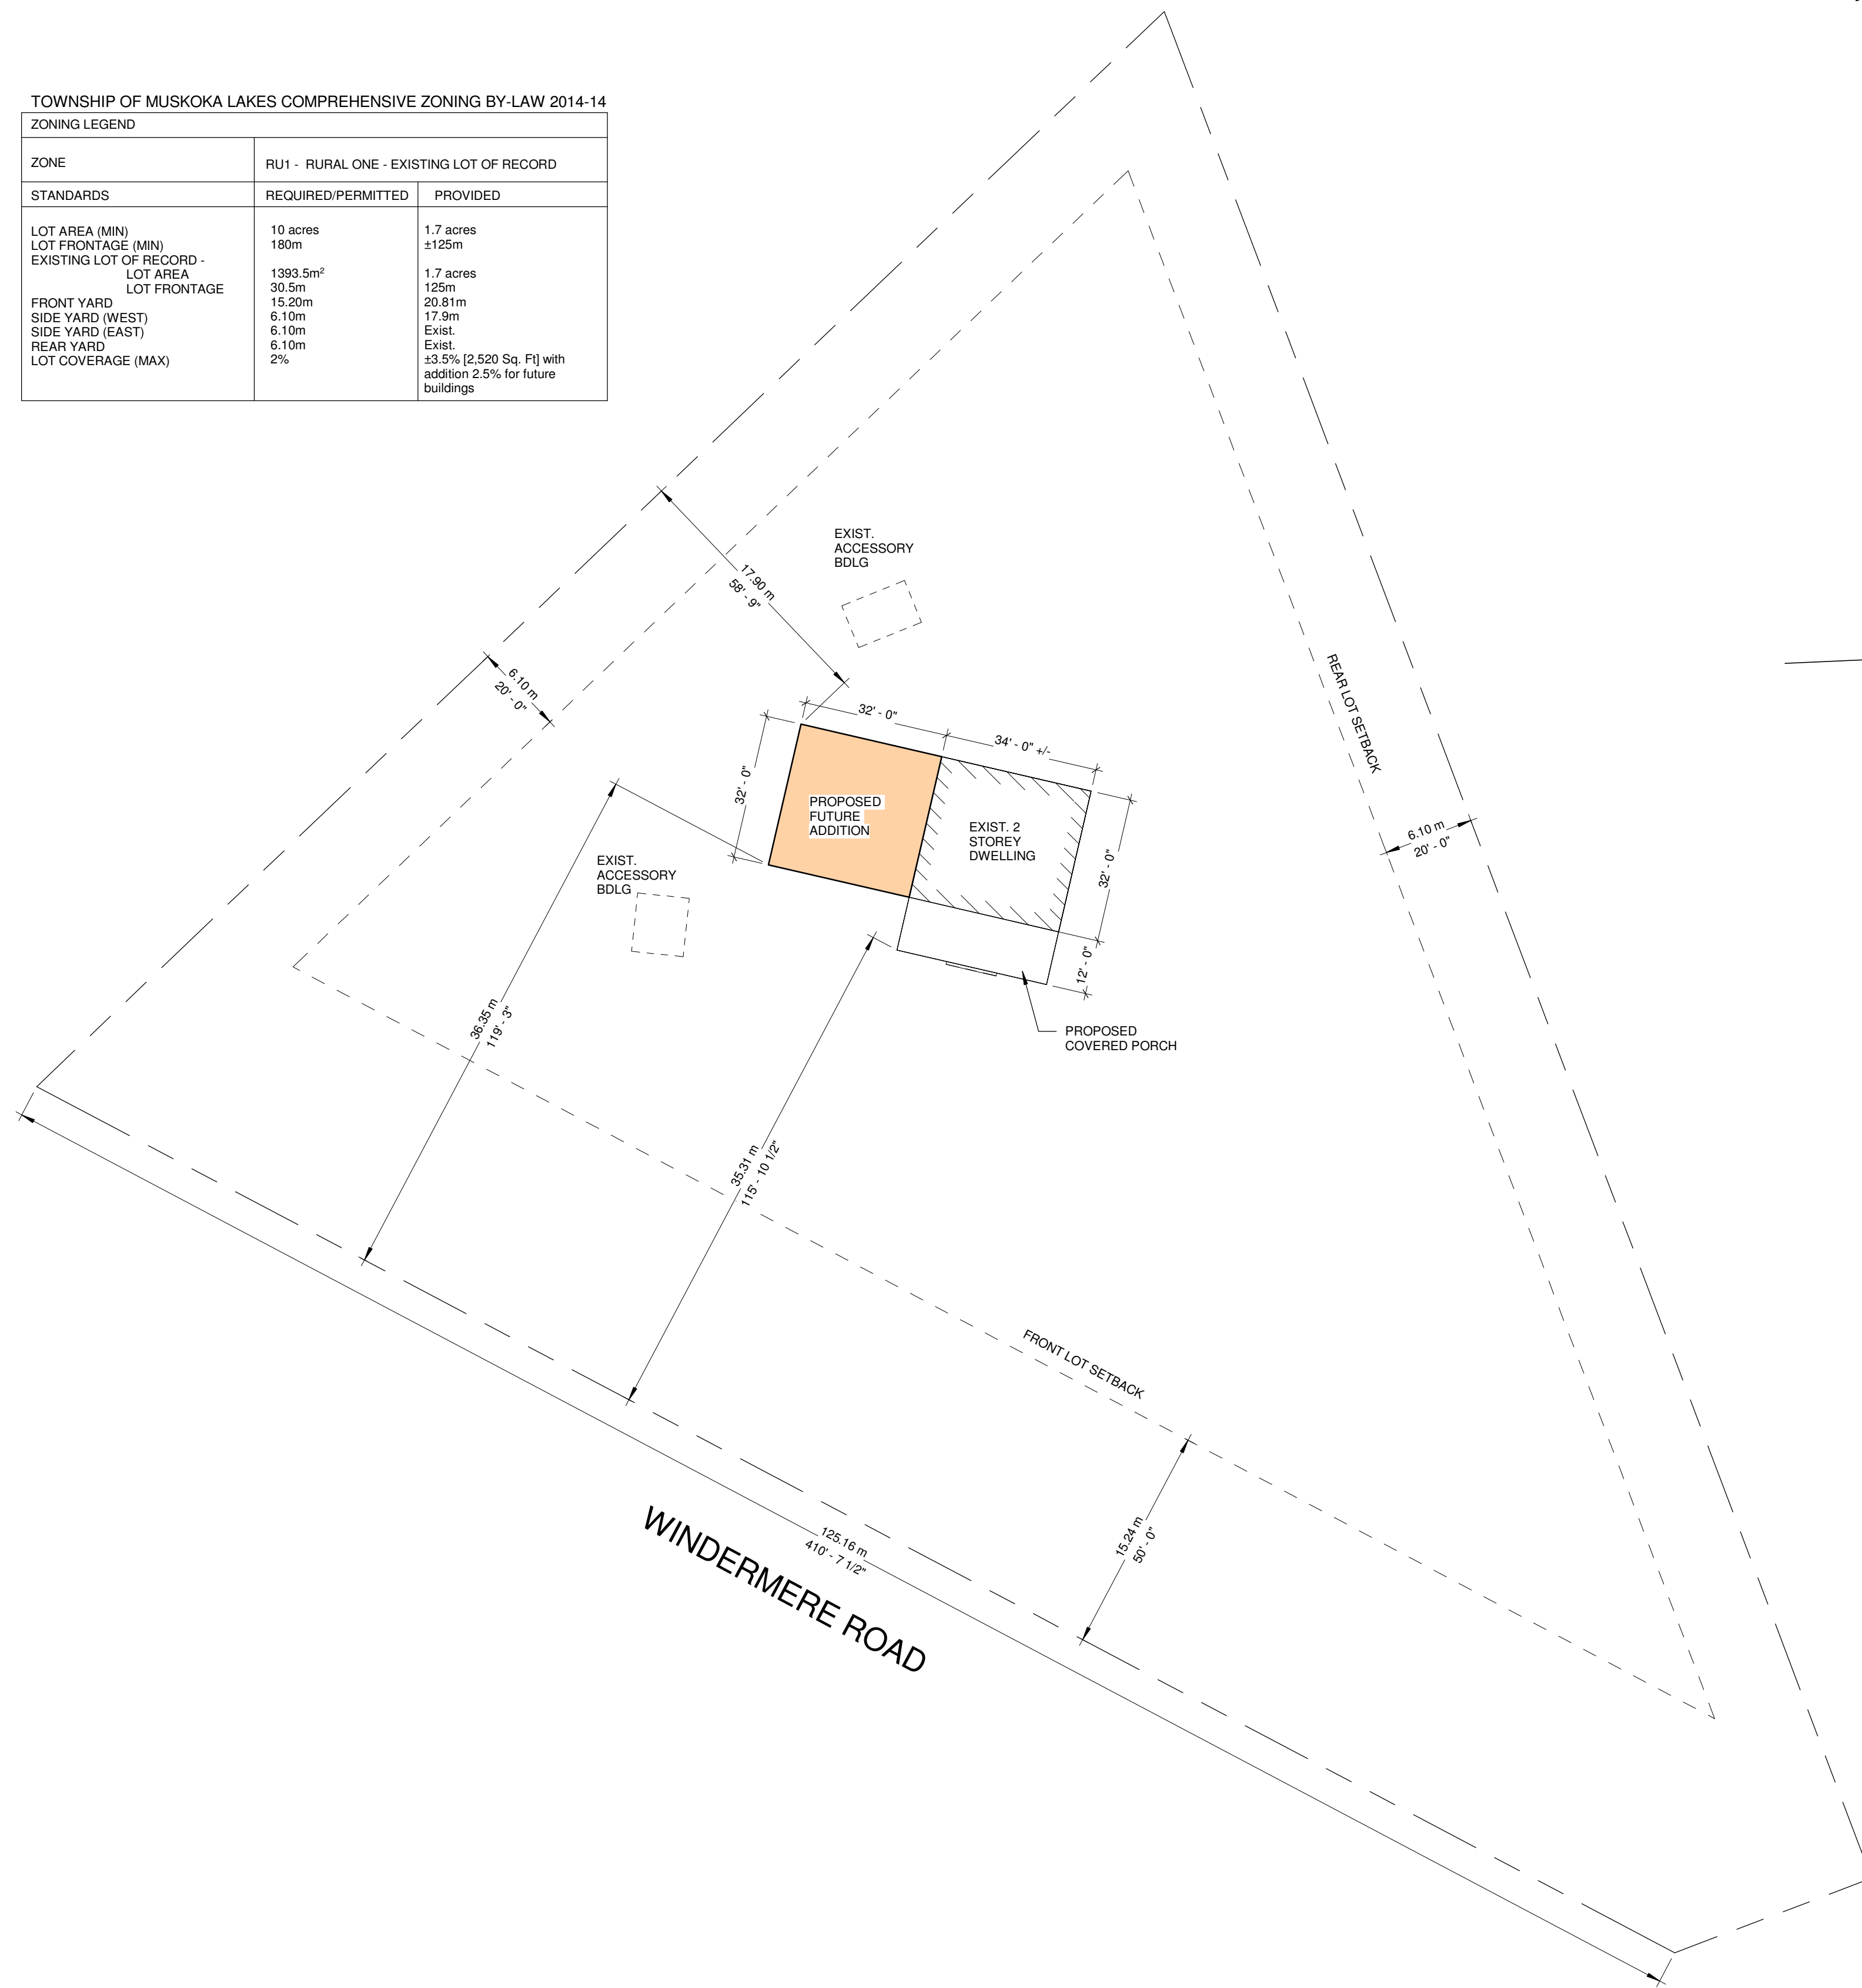 TOWNSHIP OF MUSKOKA LAKES COMPREHENSIVE ZONING BY-LAW 2014-14
ZONING LEGEND
ZONE RU1 - RURAL ONE - EXISTING LOT OF RECORD
STANDARDS REQUIRED/PERMITTED PROVIDED
LOT AREA (MIN) 10 acres 1.7 acres
LOT FRONTAGE (MIN) 180m ±125m
EXISTING LOT OF RECORD -
LOT AREA 1393.5m² 1.7 acres
LOT FRONTAGE 30.5m 125m
FRONT YARD 15.20m 20.81m
SIDE YARD (WEST) 6.10m 17.9m
SIDE YARD (EAST) 6.10m Exist.
REAR YARD 6.10m Exist.
LOT COVERAGE (MAX) 2% ±3.5% [2,520 Sq. Ft] with
addition 2.5% for future
buildings
EXIST.
ACCESSORY
BDLG
17.90 m
58' - 9"
6.10 m
20' - 0"
REAR LOT SETBACK
32' - 0"
34' - 0" +/-
32' - 0"
PROPOSED
FUTURE
ADDITION
EXIST. 2
STOREY
DWELLING
32' - 0"
6.10 m
20' - 0"
EXIST.
ACCESSORY
BDLG
12' - 0"
PROPOSED
COVERED PORCH
36.35 m
119' - 3"
35.31 m
115' - 10 1/2"
FRONT LOT SETBACK
15.24 m
50' - 0"
125.16 m
410' - 7 1/2"
WINDERMERE ROAD